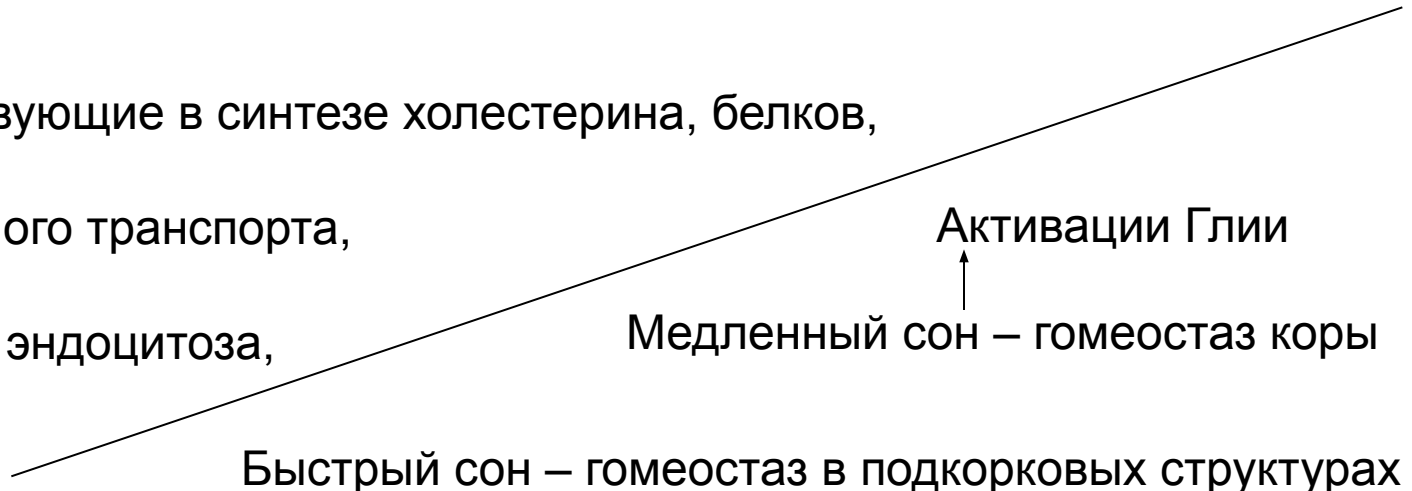 вующие в синтезе холестерина, белков,
ого транспорта,
Активации Глии
эндоцитоза,
Медленный сон – гомеостаз коры
Быстрый сон – гомеостаз в подкорковых структурах